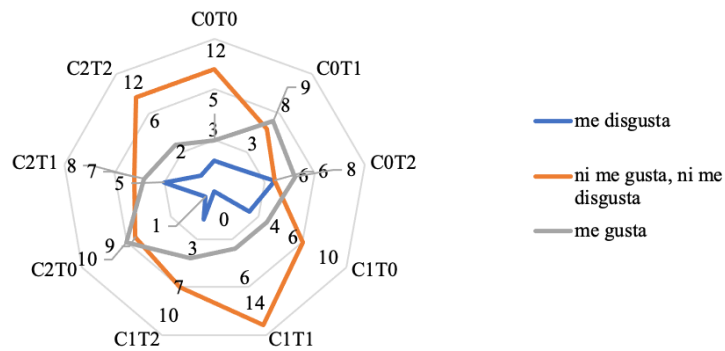 C0T0
12
C2T2
C0T1
12
9
5
8
6
3
3
2
C2T1
8
7
5
C0T2
6
6
8
1
0
4
6
C2T0
10
9
C1T0
10
3
7
6
14
10
C1T2
C1T1
me disgusta
ni me gusta, ni me
disgusta
me gusta